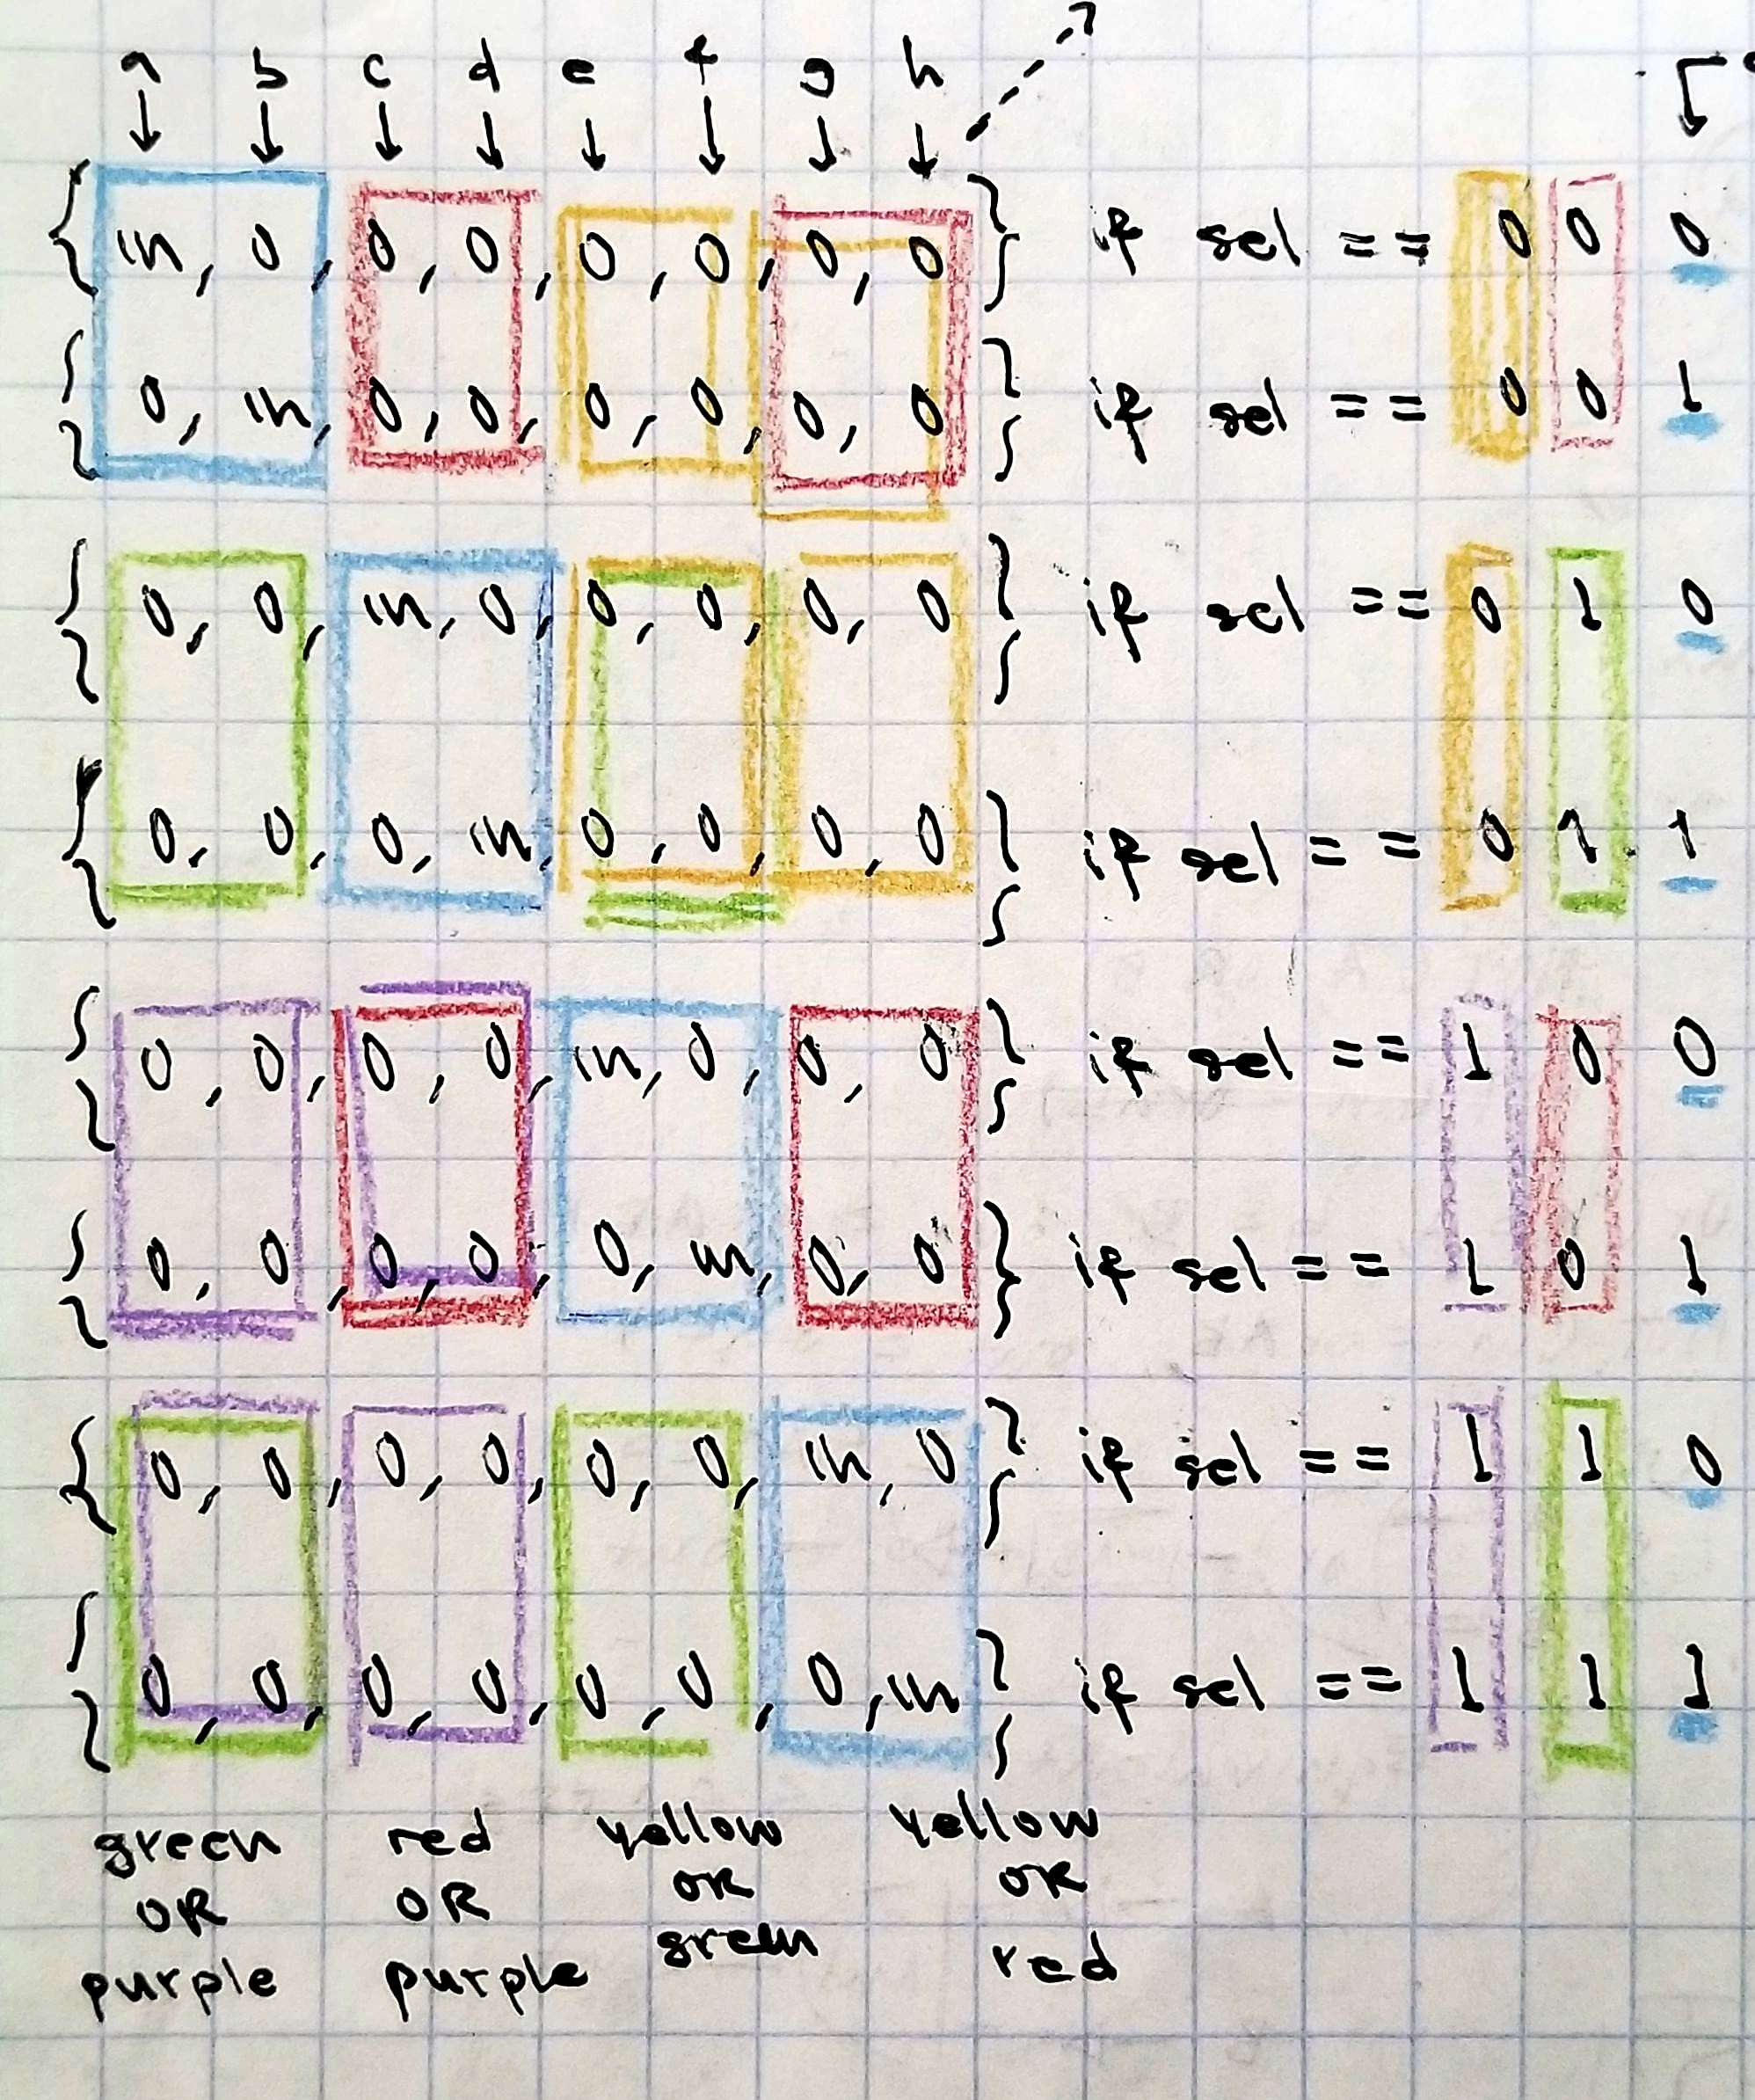 a b c d e f g h
↓ ↓ ↓ ↓ ↓ ↓ ↓ ↓
{in, 0, 0, 0, 0, 0, 0, 0} if sel == 0 0 0
{0, in, 0, 0, 0, 0, 0, 0} if sel == 0 0 1
{0, 0, in, 0, 0, 0, 0, 0} if sel == 0 1 0
{0, 0, 0, in, 0, 0, 0, 0} if sel == 0 1 1
{0, 0, 0, 0, in, 0, 0, 0} if sel == 1 0 0
{0, 0, 0, 0, 0, in, 0, 0} if sel == 1 0 1
{0, 0, 0, 0, 0, 0, in, 0} if sel == 1 1 0
{0, 0, 0, 0, 0, 0, 0, in} if sel == 1 1 1
green red yellow yellow
OR OR OR OR
purple purple green red